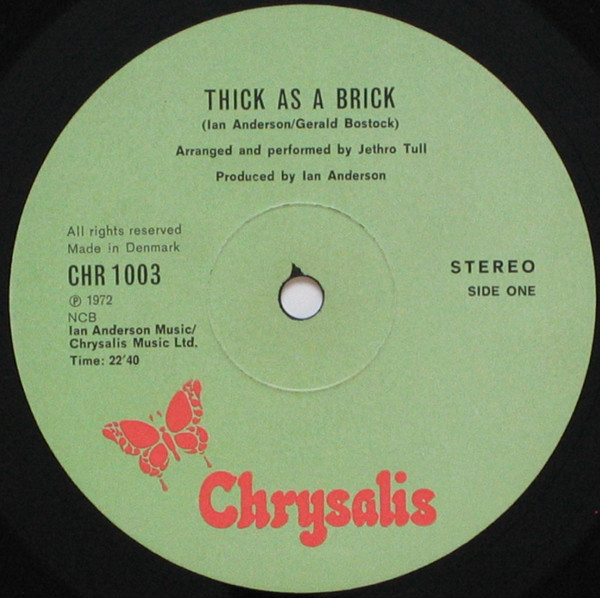 THICK AS A BRICK
(Ian Anderson/Gerald Bostock)
Arranged and performed by Jethro Tull
Produced by Ian Anderson
All rights reserved
Made in Denmark
CHR 1003
℗ 1972
NCB
Ian Anderson Music/
Chrysalis Music Ltd.
Time: 22'40
STEREO
SIDE ONE
Chrysalis